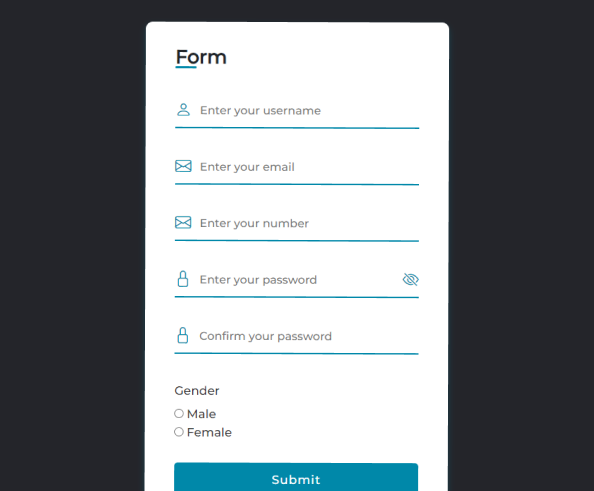 Form
Enter your username
Enter your email
Enter your number
Enter your password
Confirm your password
Gender
Male
Female
Submit